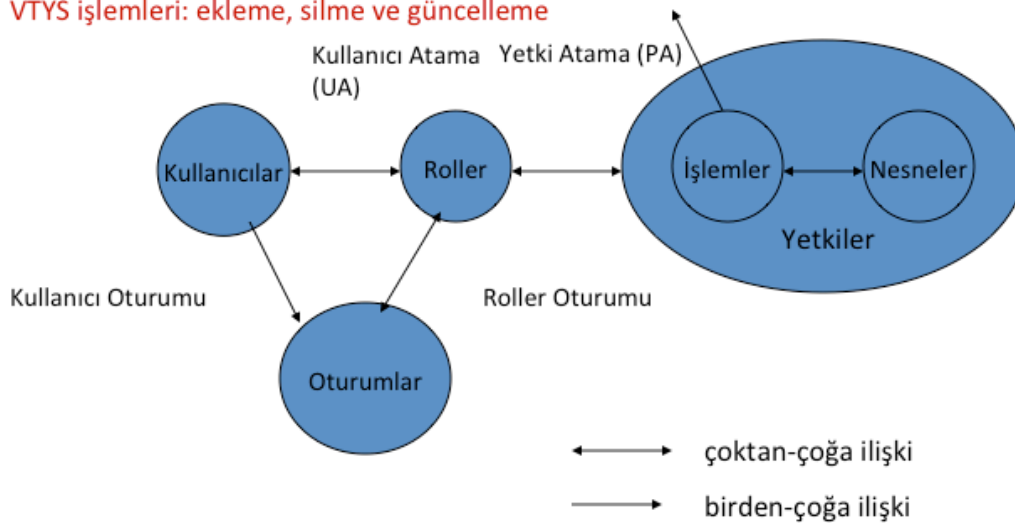 VTYS işlemleri: ekleme, silme ve güncelleme
Kullanıcı Atama
(UA)
Yetki Atama (PA)
Kullanıcılar
Roller
İşlemler
Nesneler
Yetkiler
Kullanıcı Oturumu
Roller Oturumu
Oturumlar
çoktan-çoğa ilişki
birden-çoğa ilişki